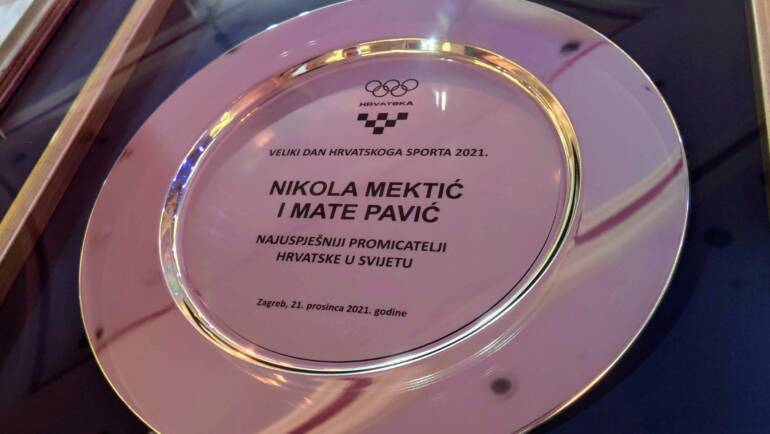 HRVATSKA
VELIKI DAN HRVATSKOGA SPORTA 2021.
NIKOLA MEKTIĆ
I MATE PAVIĆ
NAJUSPJEŠNIJI PROMICATELJI
HRVATSKE U SVIJETU
Zagreb, 21. prosinca 2021. godine